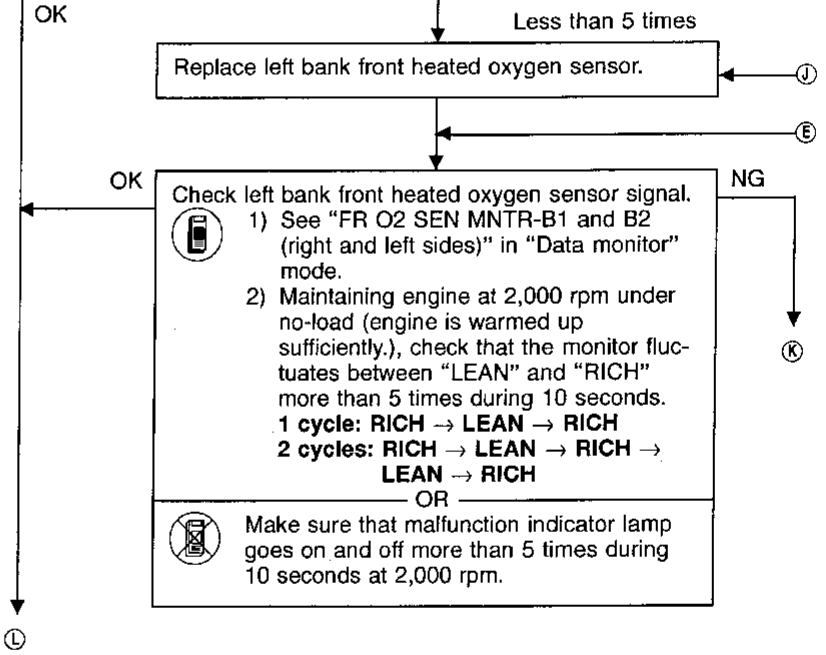 OK
Less than 5 times
Replace left bank front heated oxygen sensor.
J
E
OK
NG
Check left bank front heated oxygen sensor signal.
1) See “FR O2 SEN MNTR-B1 and B2
(right and left sides)” in “Data monitor”
mode.
2) Maintaining engine at 2,000 rpm under
no-load (engine is warmed up
sufficiently.), check that the monitor fluc-
tuates between “LEAN” and “RICH”
more than 5 times during 10 seconds.
1 cycle: RICH → LEAN → RICH
2 cycles: RICH → LEAN → RICH →
LEAN → RICH
K
OR
Make sure that malfunction indicator lamp
goes on and off more than 5 times during
10 seconds at 2,000 rpm.
L